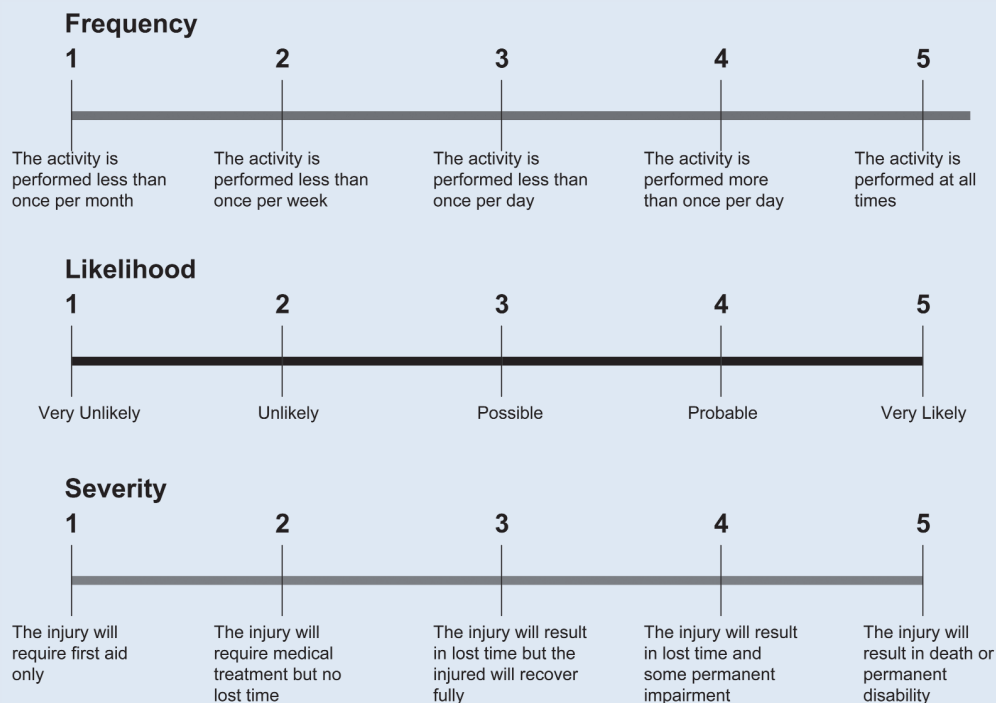 Frequency
1 2 3 4 5
The activity is
performed less than
once per month
The activity is
performed less than
once per week
The activity is
performed less than
once per day
The activity is
performed more
than once per day
The activity is
performed at all
times
Likelihood
1 2 3 4 5
Very Unlikely Unlikely Possible Probable Very Likely
Severity
1 2 3 4 5
The injury will
require first aid
only
The injury will
require medical
treatment but no
lost time
The injury will result
in lost time but the
injured will recover
fully
The injury will result
in lost time and
some permanent
impairment
The injury will
result in death or
permanent
disability